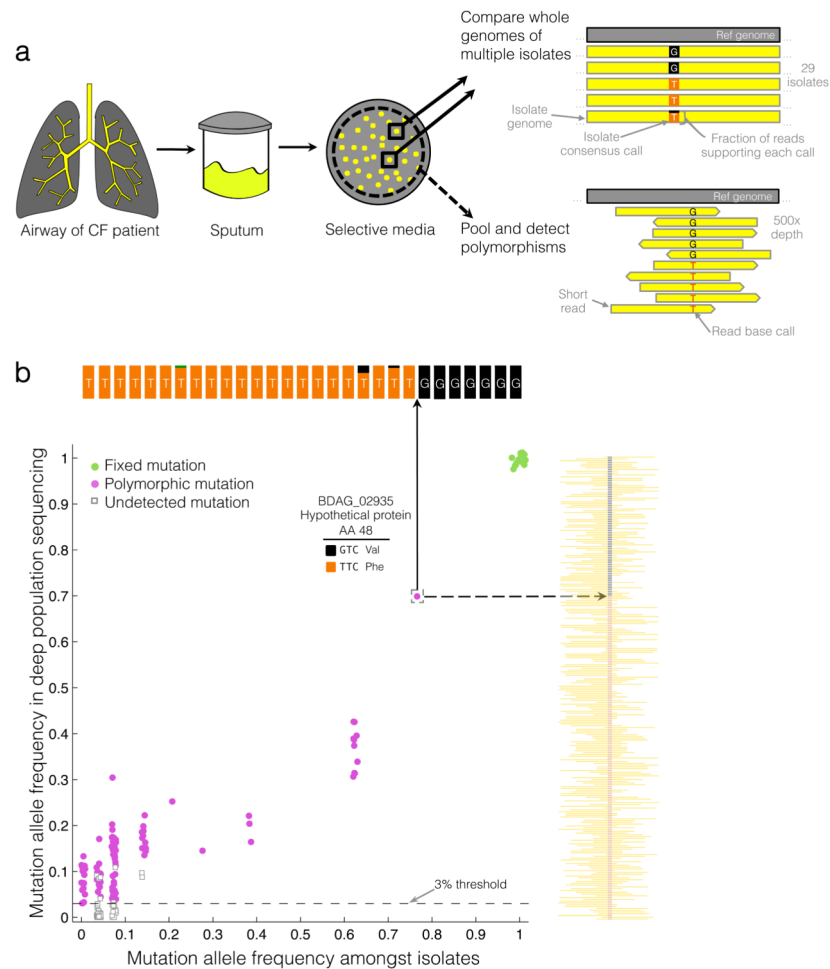 a
Compare whole
genomes of
multiple isolates
Ref genome
G
G
T
T
T
29
isolates
Isolate
genome
Isolate
consensus call
Fraction of reads
supporting each call
Airway of CF patient
Sputum
Selective media
Pool and detect
polymorphisms
Ref genome
G
G
G
G
G
T
T
T
T
T
500x
depth
Short
read
Read base call
b
T T T T T T T T T T T T T T T T T T T T T T G G G G G G G
Mutation allele frequency in deep population sequencing
1
0.9
0.8
0.7
0.6
0.5
0.4
0.3
0.2
0.1
0
Fixed mutation
Polymorphic mutation
Undetected mutation
BDAG_02935
Hypothetical protein
AA 48
GTC Val
TTC Phe
3% threshold
0 0.1 0.2 0.3 0.4 0.5 0.6 0.7 0.8 0.9 1
Mutation allele frequency amongst isolates